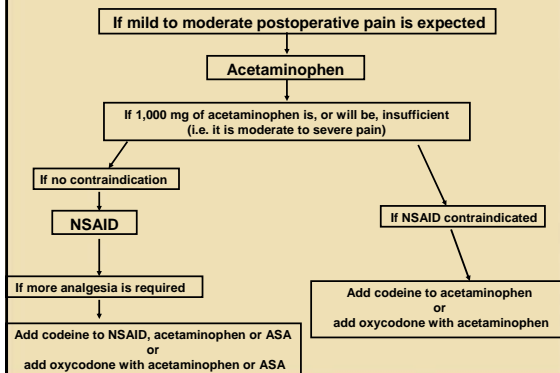 If mild to moderate postoperative pain is expected
Acetaminophen
If 1,000 mg of acetaminophen is, or will be, insufficient
(i.e. it is moderate to severe pain)
If no contraindication
NSAID
If more analgesia is required
Add codeine to NSAID, acetaminophen or ASA
or
add oxycodone with acetaminophen or ASA
If NSAID contraindicated
Add codeine to acetaminophen
or
add oxycodone with acetaminophen